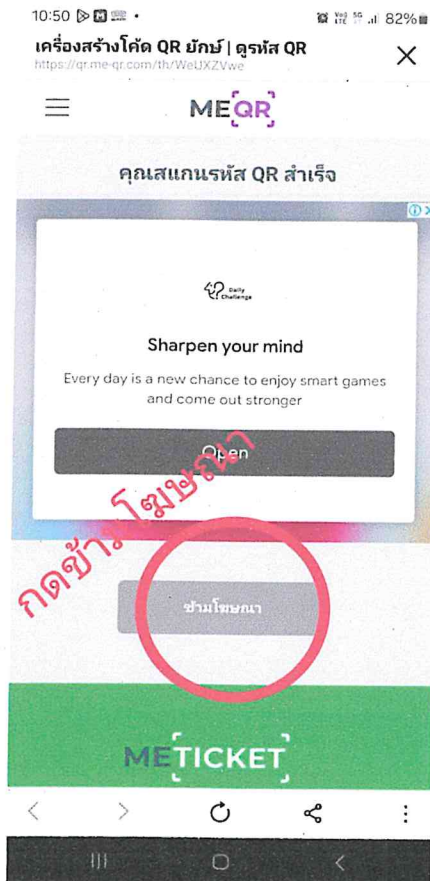 10:50
82%
เครื่องสร้างโค้ด QR ยักษ์ | ดูรหัส QR
https://qr.me-qr.com/th/WeUXZVwe
MEQR
คุณสแกนรหัส QR สำเร็จ
Daily
Challenge
Sharpen your mind
Every day is a new chance to enjoy smart games
and come out stronger
Open
กดข้ามโฆษณา
ข้ามโฆษณา
METICKET